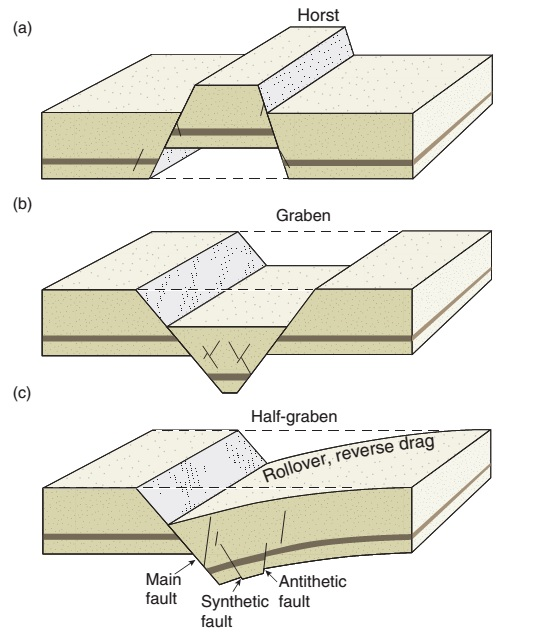 (a)
Horst
(b)
Graben
(c)
Half-graben
Rollover, reverse drag
Main
fault
Synthetic
fault
Antithetic
fault